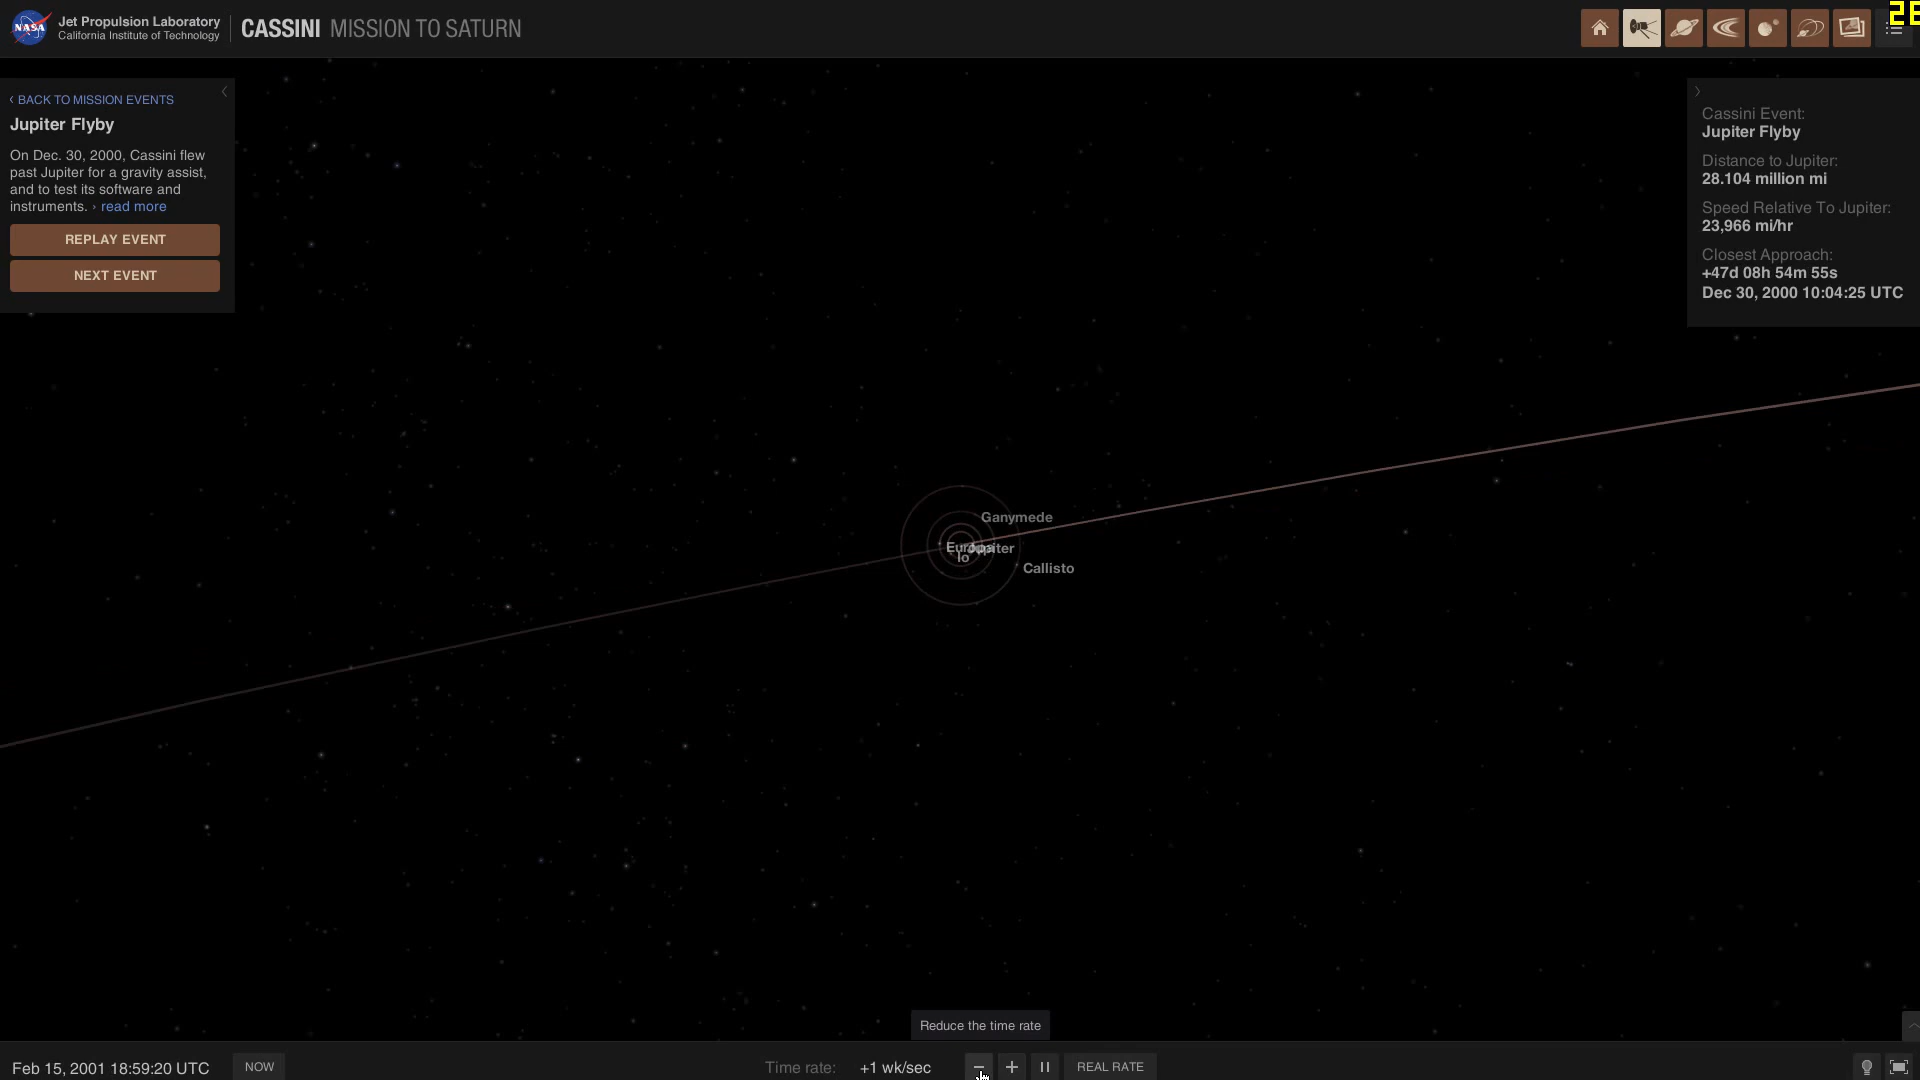 NASA
Jet Propulsion Laboratory
California Institute of Technology
CASSINI MISSION TO SATURN
‹ BACK TO MISSION EVENTS
Jupiter Flyby
On Dec. 30, 2000, Cassini flew
past Jupiter for a gravity assist,
and to test its software and
instruments. › read more
REPLAY EVENT
NEXT EVENT
Cassini Event:
Jupiter Flyby
Distance to Jupiter:
28.104 million mi
Speed Relative To Jupiter:
23,966 mi/hr
Closest Approach:
+47d 08h 54m 55s
Dec 30, 2000 10:04:25 UTC
Ganymede
Europa
Jupiter
Io
Callisto
Reduce the time rate
Feb 15, 2001 18:59:20 UTC
NOW
Time rate: +1 wk/sec
REAL RATE